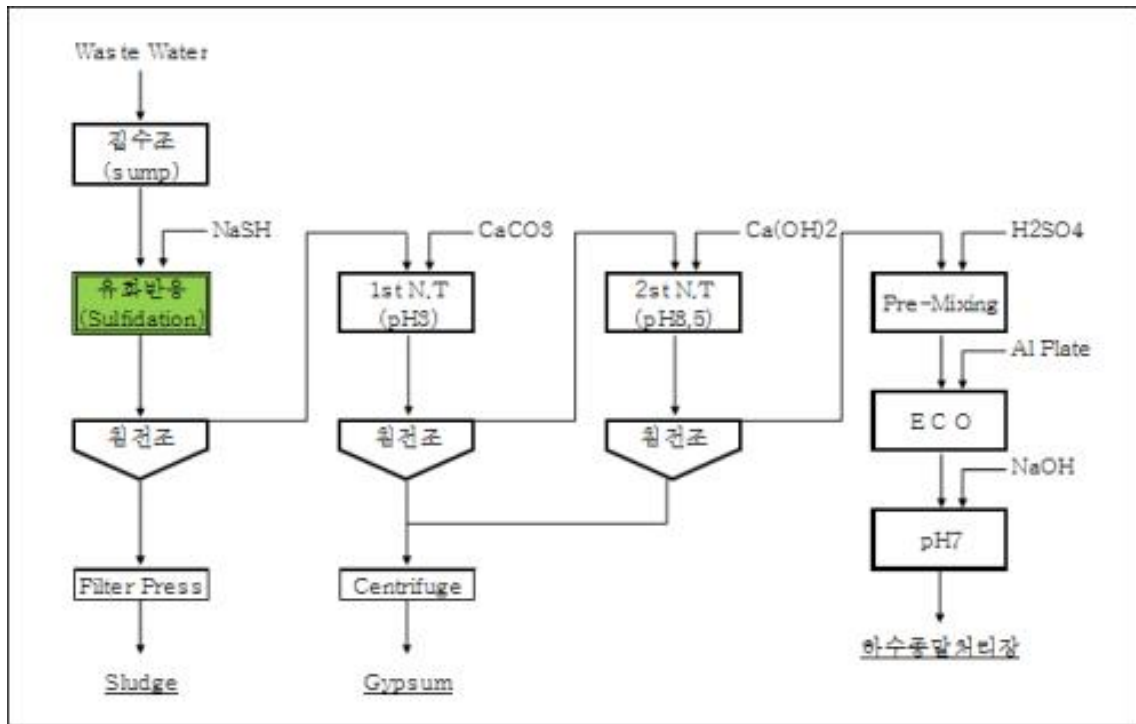 Waste Water
집수조
(sump)
NaSH
CaCO3
Ca(OH)2
H2SO4
유화반응
(Sulfidation)
1st N.T
(pH3)
2st N.T
(pH8,5)
Pre-Mixing
Al Plate
침전조
침전조
침전조
E C O
NaOH
pH7
Filter Press
Centrifuge
하수종말처리장
Sludge
Gypsum